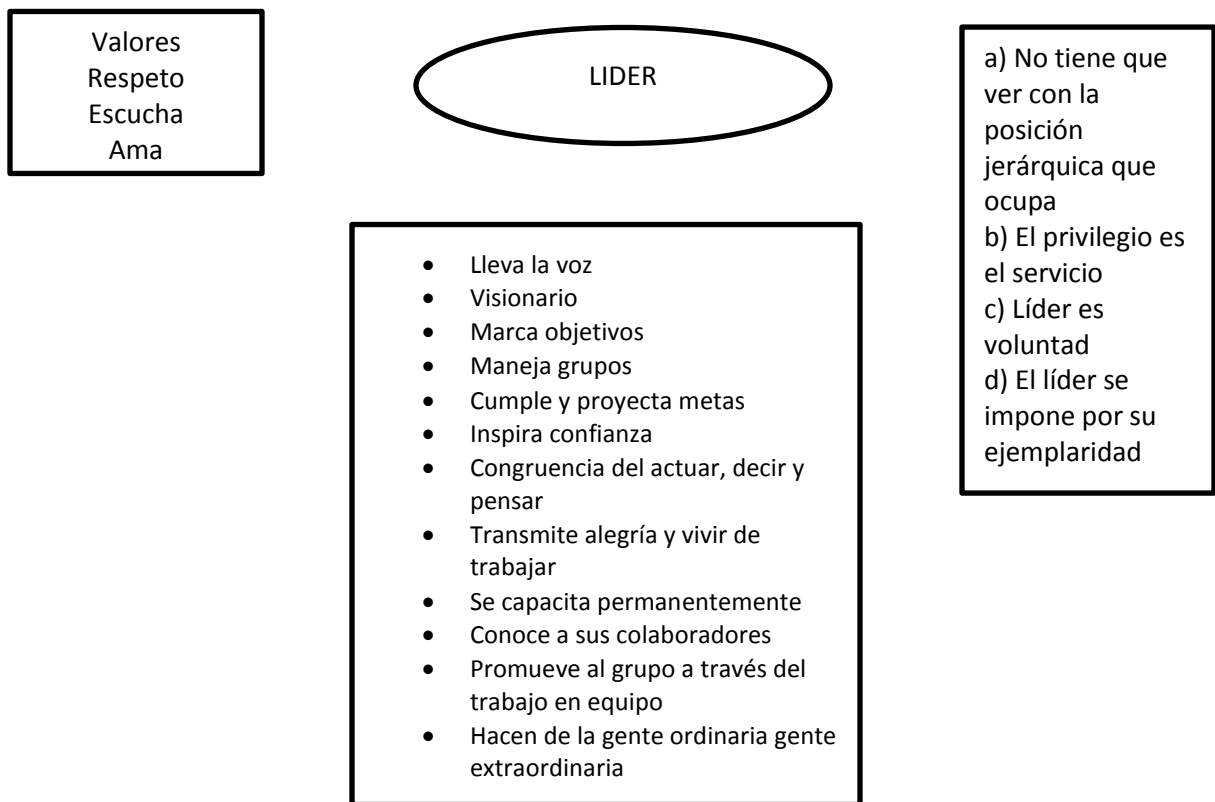 Valores
Respeto
Escucha
Ama
LIDER
a) No tiene que
ver con la
posición
jerárquica que
ocupa
b) El privilegio es
el servicio
c) Líder es
voluntad
d) El líder se
impone por su
ejemplaridad
• Lleva la voz
• Visionario
• Marca objetivos
• Maneja grupos
• Cumple y proyecta metas
• Inspira confianza
• Congruencia del actuar, decir y
pensar
• Transmite alegría y vivir de
trabajar
• Se capacita permanentemente
• Conoce a sus colaboradores
• Promueve al grupo a través del
trabajo en equipo
• Hacen de la gente ordinaria gente
extraordinaria